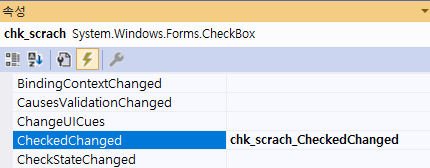 속성
chk_scrach System.Windows.Forms.CheckBox
BindingContextChanged
CausesValidationChanged
ChangeUICues
CheckedChanged chk_scrach_CheckedChanged
CheckStateChanged